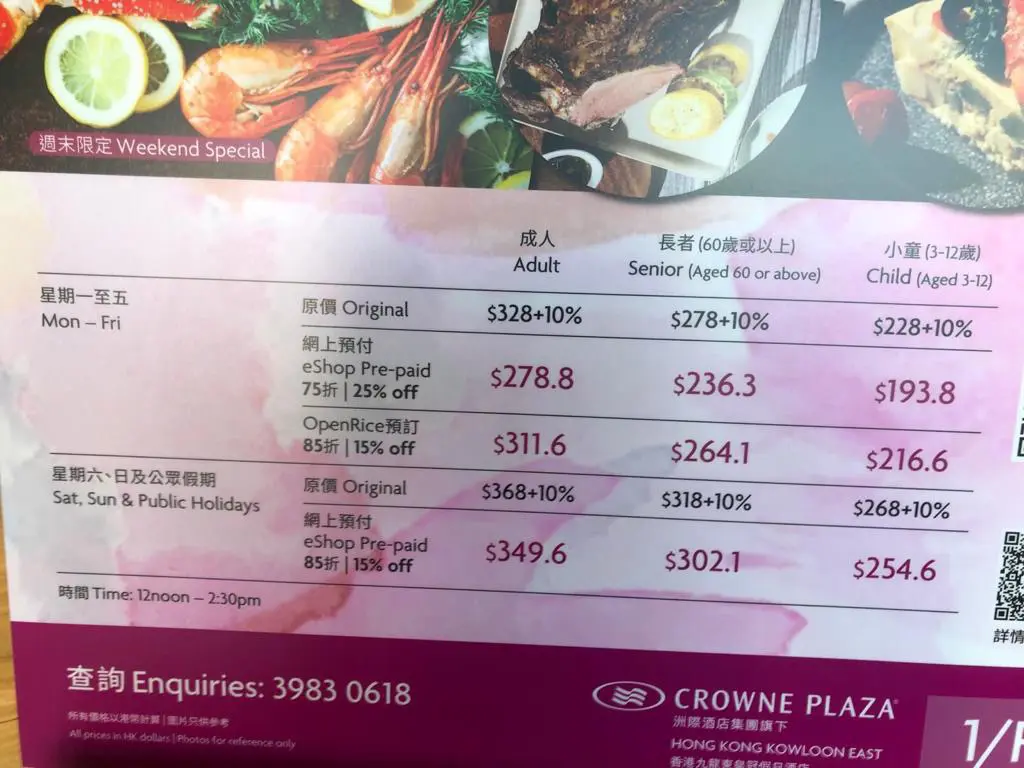 週末限定 Weekend Special
成人
Adult
長者 (60歲或以上)
Senior (Aged 60 or above)
小童 (3-12歲)
Child (Aged 3-12)
星期一至五
Mon – Fri
原價 Original
$328+10%
$278+10%
$228+10%
網上預付
eShop Pre-paid
75折 | 25% off
$278.8
$236.3
$193.8
OpenRice預訂
85折 | 15% off
$311.6
$264.1
$216.6
星期六、日及公眾假期
Sat, Sun & Public Holidays
原價 Original
$368+10%
$318+10%
$268+10%
網上預付
eShop Pre-paid
85折 | 15% off
$349.6
$302.1
$254.6
時間 Time: 12noon – 2:30pm
詳情
查詢 Enquiries: 3983 0618
所有價格以港幣計算 | 圖片只供參考
All prices in HK dollars | Photos for reference only
CROWNE PLAZA
洲際酒店集團旗下
HONG KONG KOWLOON EAST
香港九龍東皇冠假日酒店
1/F